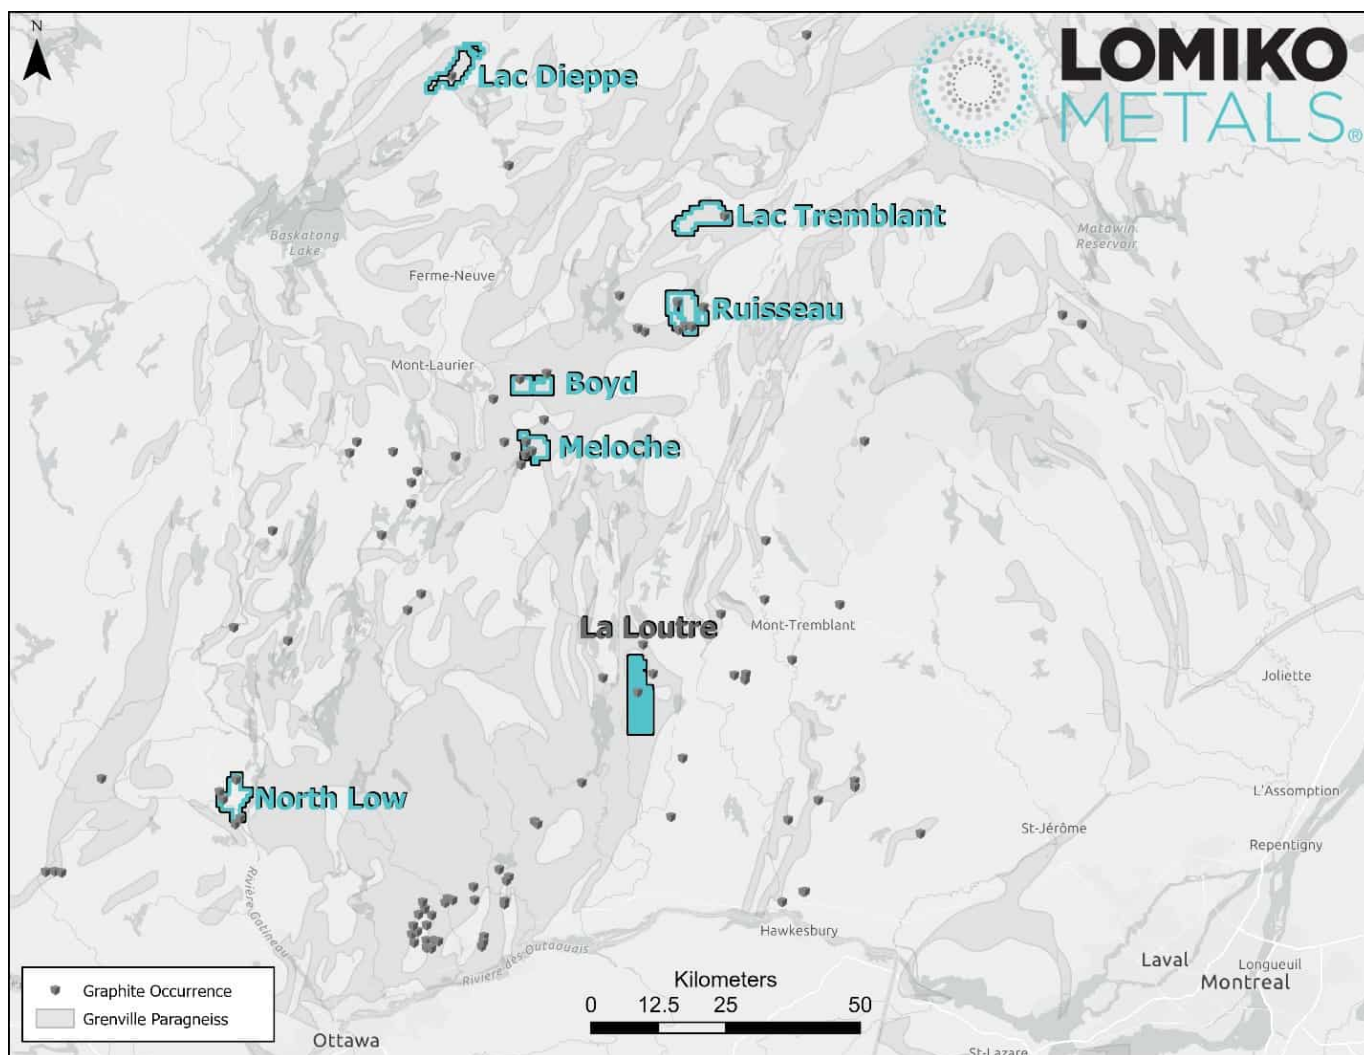 N
Lac Dieppe
LOMIKO
METALS®
Lac Tremblant
Baskatong
Lake
Matawin
Reservoir
Ferme-Neuve
Ruisseau
Mont-Laurier
Boyd
Meloche
La Loutre
Mont-Tremblant
Joliette
North Low
L'Assomption
St-Jérôme
Repentigny
Rivière Gatineau
Hawkesbury
Rivière des Outaouais
Laval
Longueuil
Montreal
Kilometers
0 12.5 25 50
Graphite Occurrence
Grenville Paragneiss
Ottawa
St-Lazare